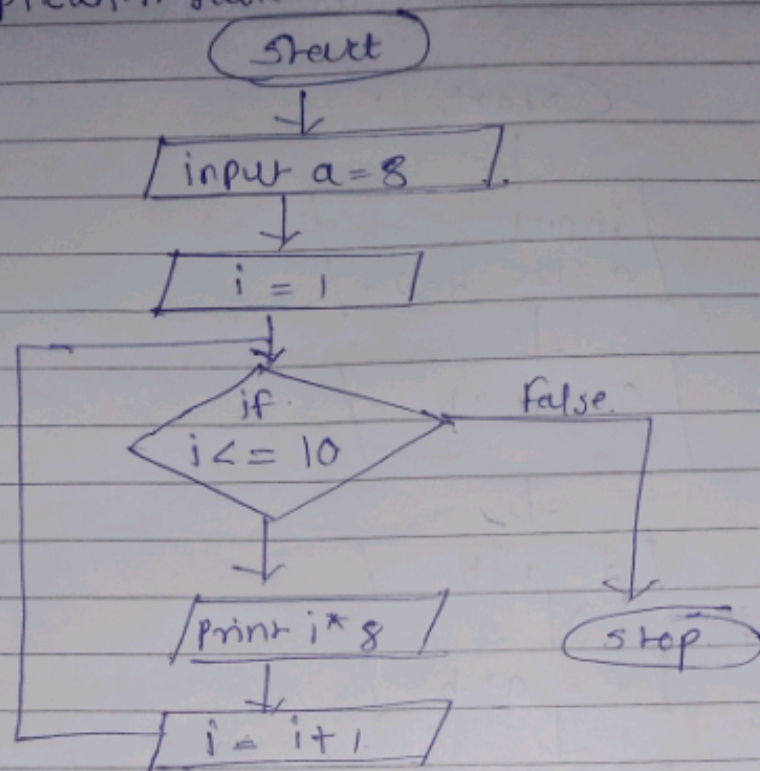 start
input a = 8
i = 1
if
i <= 10
False
print i * 8
stop
i = i + 1